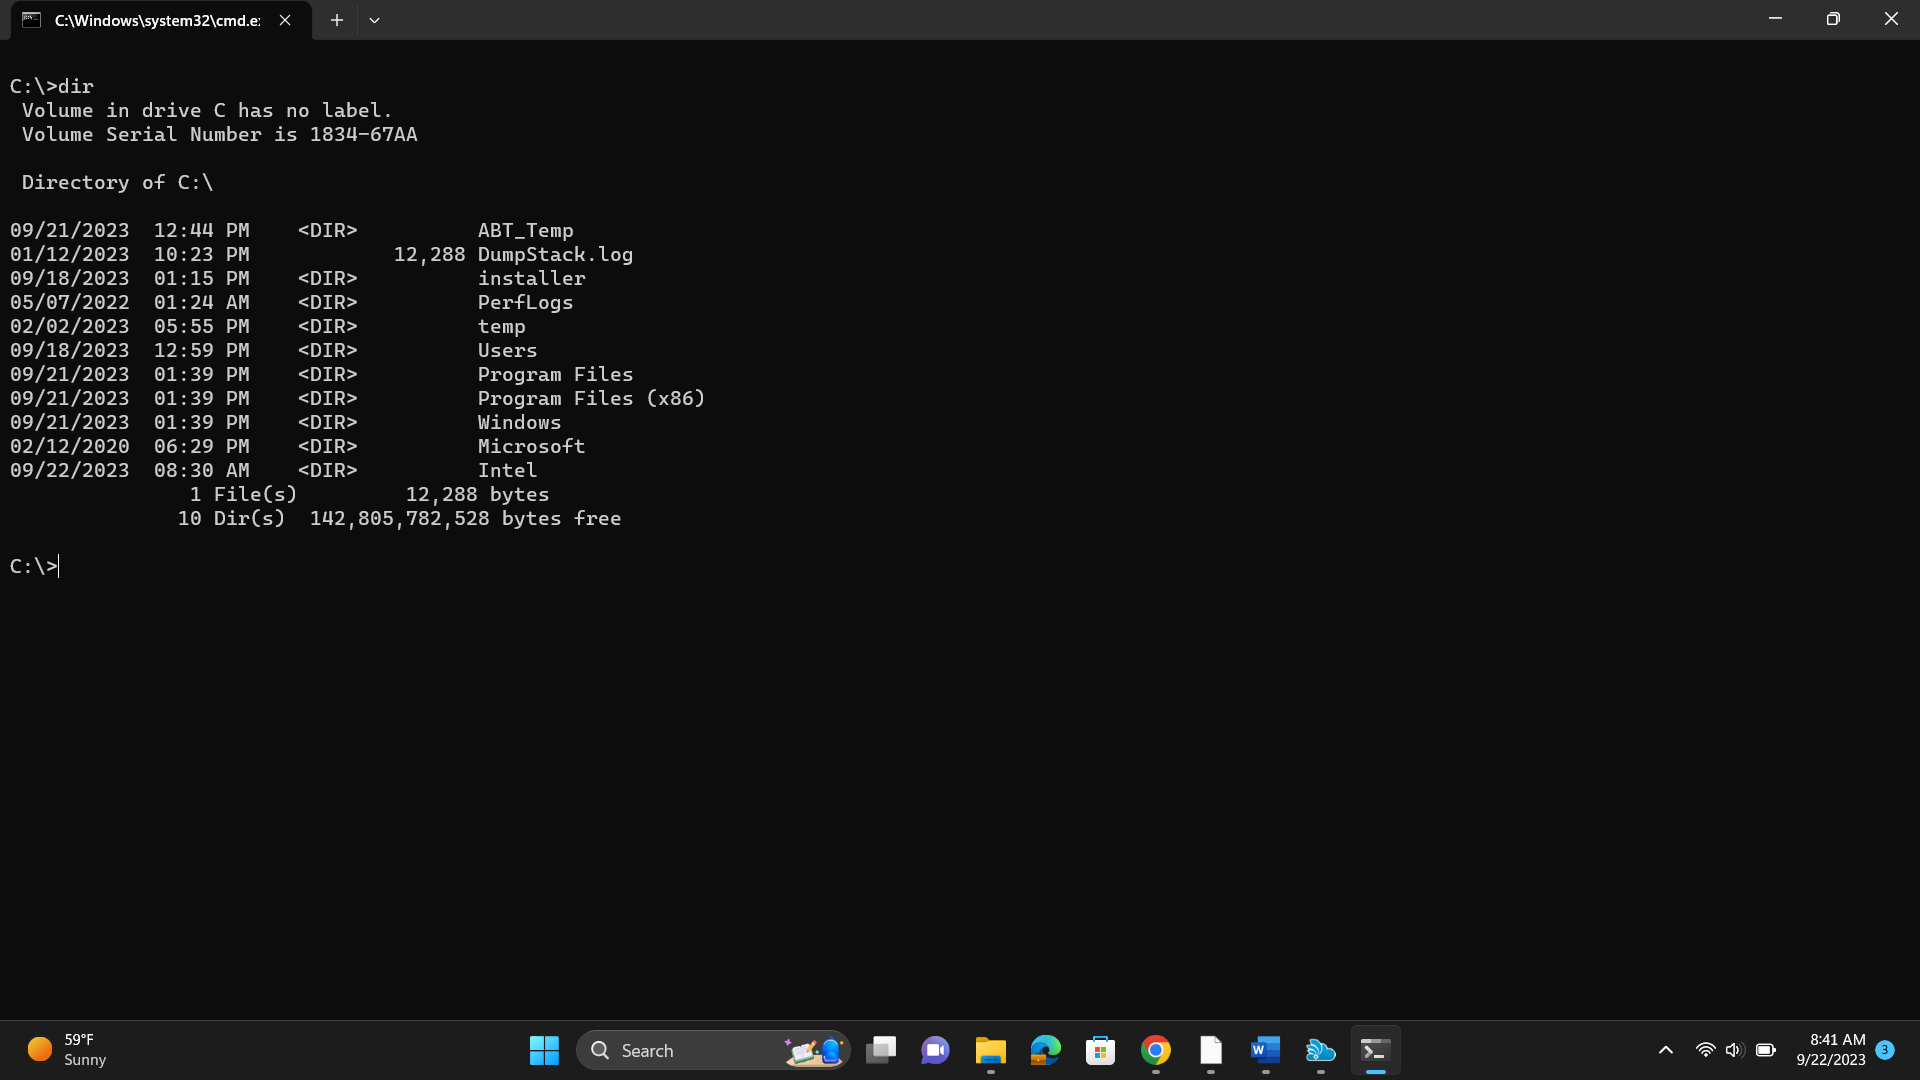 C:\Windows\system32\cmd.e
C:\>dir
Volume in drive C has no label.
Volume Serial Number is 1834-67AA
Directory of C:\
09/21/2023  12:44 PM    <DIR>          ABT_Temp
01/12/2023  10:23 PM            12,288 DumpStack.log
09/18/2023  01:15 PM    <DIR>          installer
05/07/2022  01:24 AM    <DIR>          PerfLogs
02/02/2023  05:55 PM    <DIR>          temp
09/18/2023  12:59 PM    <DIR>          Users
09/21/2023  01:39 PM    <DIR>          Program Files
09/21/2023  01:39 PM    <DIR>          Program Files (x86)
09/21/2023  01:39 PM    <DIR>          Windows
02/12/2020  06:29 PM    <DIR>          Microsoft
09/22/2023  08:30 AM    <DIR>          Intel
1 File(s)         12,288 bytes
10 Dir(s)  142,805,782,528 bytes free
C:\>
59°F
Sunny
Search
W
8:41 AM
9/22/2023
3